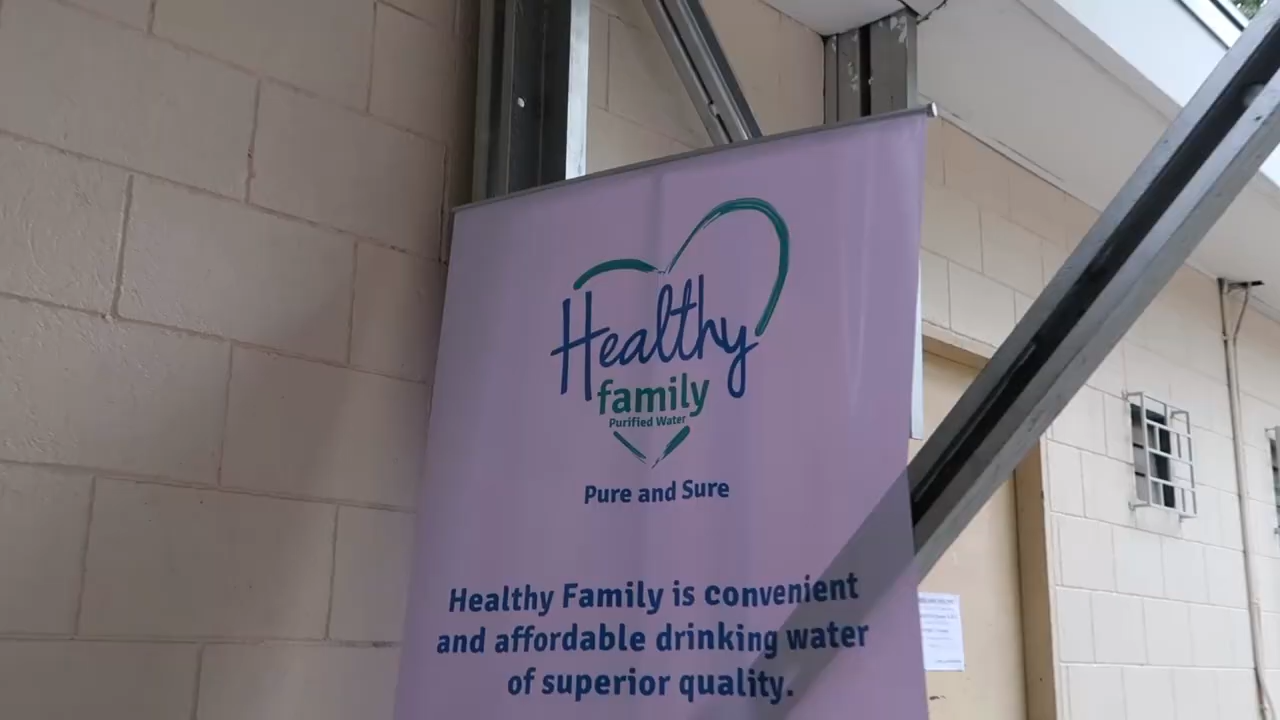 Healthy
family
Purified Water
Pure and Sure
Healthy Family is convenient
and affordable drinking water
of superior quality.